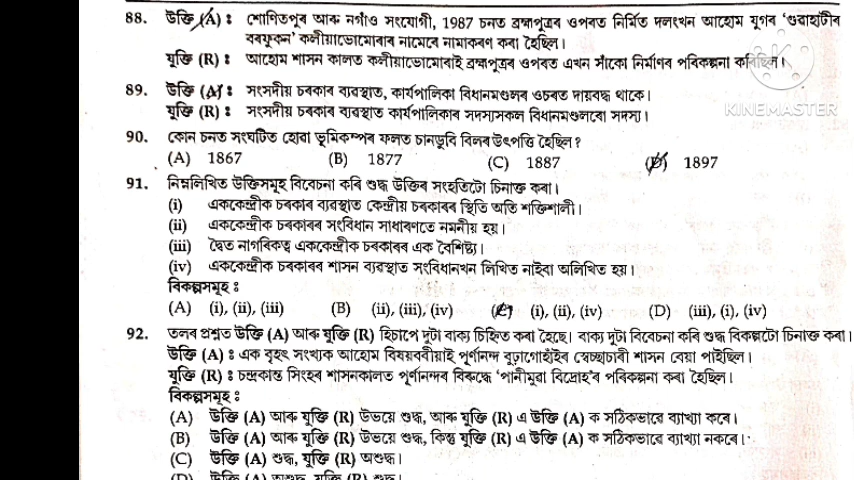 88. উক্তি (A) : শোণিতপুৰ আৰু নগাঁও সংযোগী, 1987 চনত ব্ৰহ্মপুত্ৰৰ ওপৰত নিৰ্মিত দলংখন আহোম যুগৰ 'গুৱাহাটীৰ
বৰফুকন' কলীয়াভোমোৰাৰ নামেৰে নামাকৰণ কৰা হৈছিল।
যুক্তি (R) : আহোম শাসন কালত কলীয়াভোমোৰাই ব্ৰহ্মপুত্ৰৰ ওপৰত এখন সাঁকো নিৰ্মাণৰ পৰিকল্পনা কৰিছিল।
KINEMASTER
89. উক্তি (A) : সংসদীয় চৰকাৰ ব্যৱস্থাত, কাৰ্যপালিকা বিধানমণ্ডলৰ ওচৰত দায়বদ্ধ থাকে।
যুক্তি (R) : সংসদীয় চৰকাৰ ব্যৱস্থাত কাৰ্যপালিকাৰ সদস্যসকল বিধানমণ্ডলৰো সদস্য।
90. কোন চনত সংঘটিত হোৱা ভূমিকম্পৰ ফলত চানডুবি বিলৰ উৎপত্তি হৈছিল?
(A) 1867 (B) 1877 (C) 1887 (D) 1897
91. নিম্নলিখিত উক্তিসমূহ বিবেচনা কৰি শুদ্ধ উক্তিৰ সংহতিটো চিনাক্ত কৰা।
(i) এককেন্দ্ৰীক চৰকাৰ ব্যৱস্থাত কেন্দ্ৰীয় চৰকাৰৰ স্থিতি অতি শক্তিশালী।
(ii) এককেন্দ্ৰীক চৰকাৰৰ সংবিধান সাধাৰণতে নমনীয় হয়।
(iii) দ্বৈত নাগৰিকত্ব এককেন্দ্ৰীক চৰকাৰৰ এক বৈশিষ্ট্য।
(iv) এককেন্দ্ৰীক চৰকাৰৰ শাসন ব্যৱস্থাত সংবিধানখন লিখিত নাইবা অলিখিত হয়।
বিকল্পসমূহ :
(A) (i), (ii), (iii) (B) (ii), (iii), (iv) (C) (i), (ii), (iv) (D) (iii), (i), (iv)
92. তলৰ প্ৰশ্নত উক্তি (A) আৰু যুক্তি (R) হিচাপে দুটা বাক্য চিহ্নিত কৰা হৈছে। বাক্য দুটা বিবেচনা কৰি শুদ্ধ বিকল্পটো চিনাক্ত কৰা।
উক্তি (A) : এক বৃহৎ সংখ্যক আহোম বিষয়ববীয়াই পূৰ্ণানন্দ বুঢ়াগোহাঁইৰ স্বেচ্ছাচাৰী শাসন বেয়া পাইছিল।
যুক্তি (R) : চন্দ্ৰকান্ত সিংহৰ শাসনকালত পূৰ্ণানন্দৰ বিৰুদ্ধে 'পানীমুৱা বিদ্ৰোহ'ৰ পৰিকল্পনা কৰা হৈছিল।
বিকল্পসমূহ :
(A) উক্তি (A) আৰু যুক্তি (R) উভয়ে শুদ্ধ, আৰু যুক্তি (R) এ উক্তি (A) ক সঠিকভাৱে ব্যাখ্যা কৰে।
(B) উক্তি (A) আৰু যুক্তি (R) উভয়ে শুদ্ধ, কিন্তু যুক্তি (R) এ উক্তি (A) ক সঠিকভাৱে ব্যাখ্যা নকৰে।
(C) উক্তি (A) শুদ্ধ, যুক্তি (R) অশুদ্ধ।
(D) উক্তি (A) অশুদ্ধ, যুক্তি (R) শুদ্ধ।